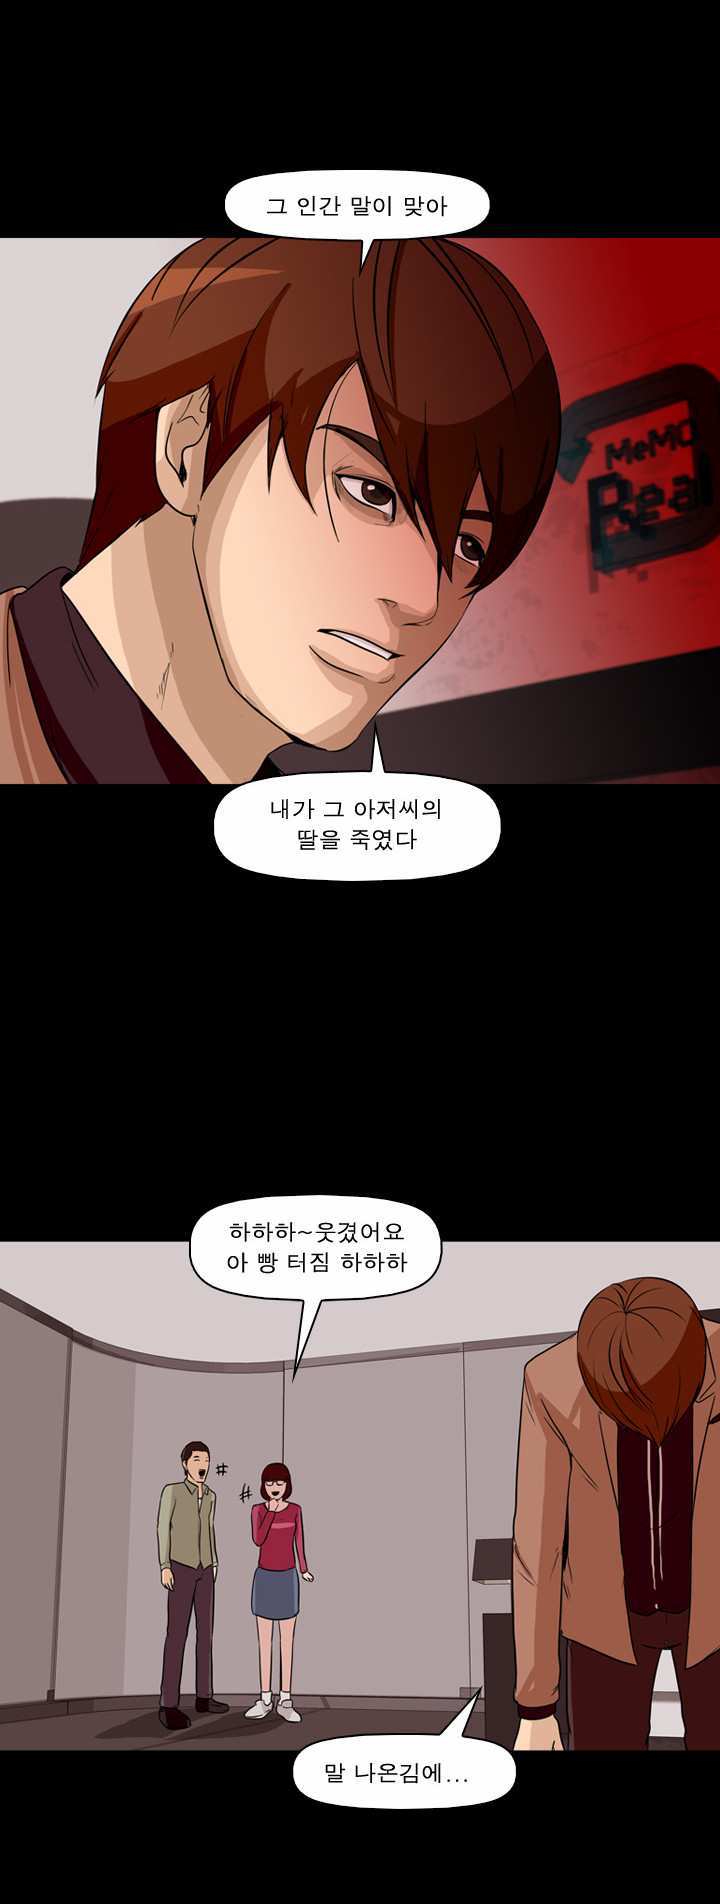 그 인간 말이 맞아
MeMO
Real
내가 그 아저씨의
딸을 죽였다
하하하~웃겼어요
아 빵 터짐 하하하
말 나온김에...